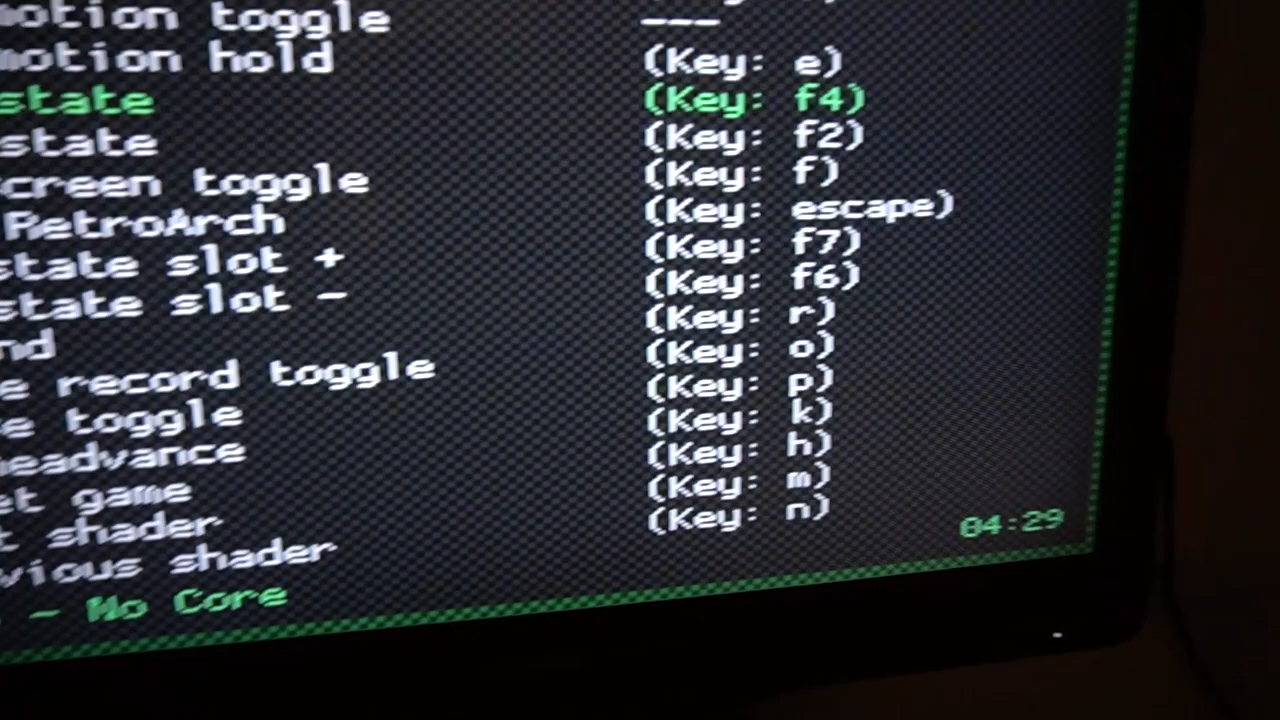 motion toggle ---
motion hold (Key: e)
state (Key: f4)
state (Key: f2)
creen toggle (Key: f)
RetroArch (Key: escape)
state slot + (Key: f7)
state slot - (Key: f6)
nd (Key: r)
e record toggle (Key: o)
e toggle (Key: p)
eadvance (Key: k)
et game (Key: h)
t shader (Key: m)
vious shader (Key: n)
- No Core
04:29